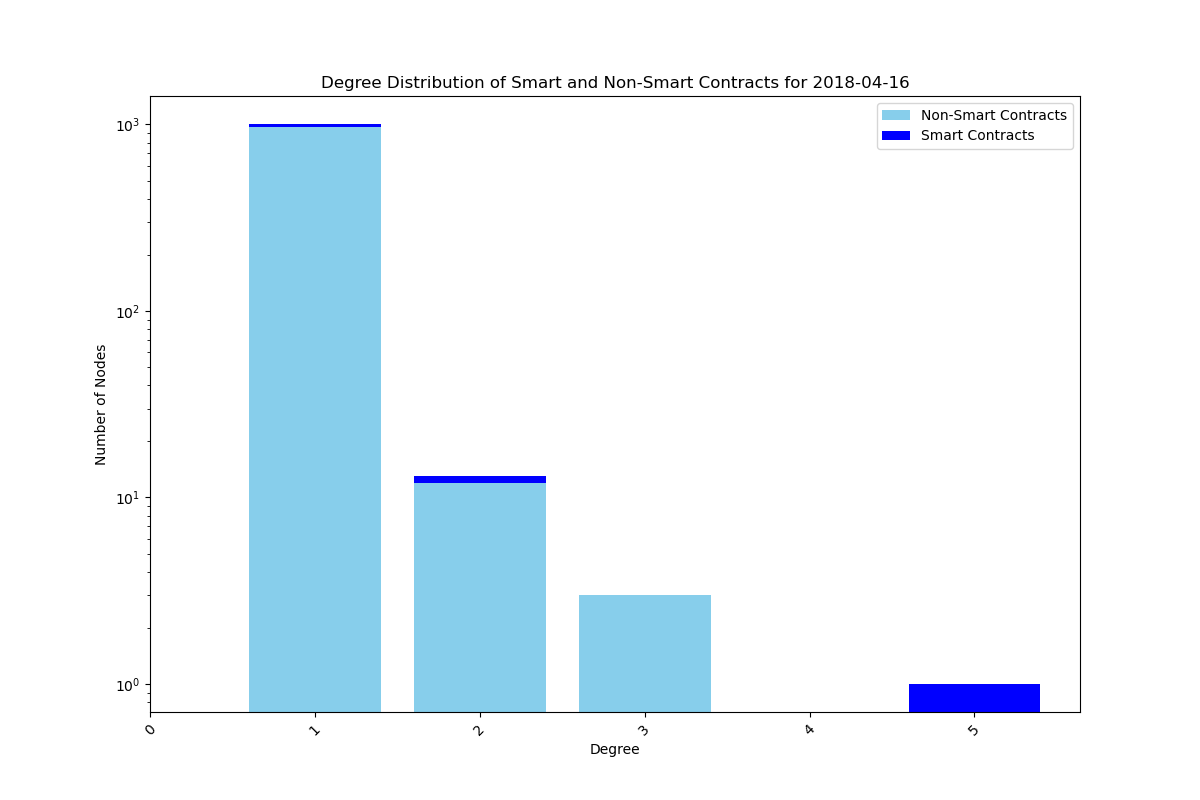 Degree Distribution of Smart and Non-Smart Contracts for 2018-04-16
Non-Smart Contracts
Smart Contracts
Number of Nodes
10³
10²
10¹
10⁰
0 1 2 3 4 5
Degree